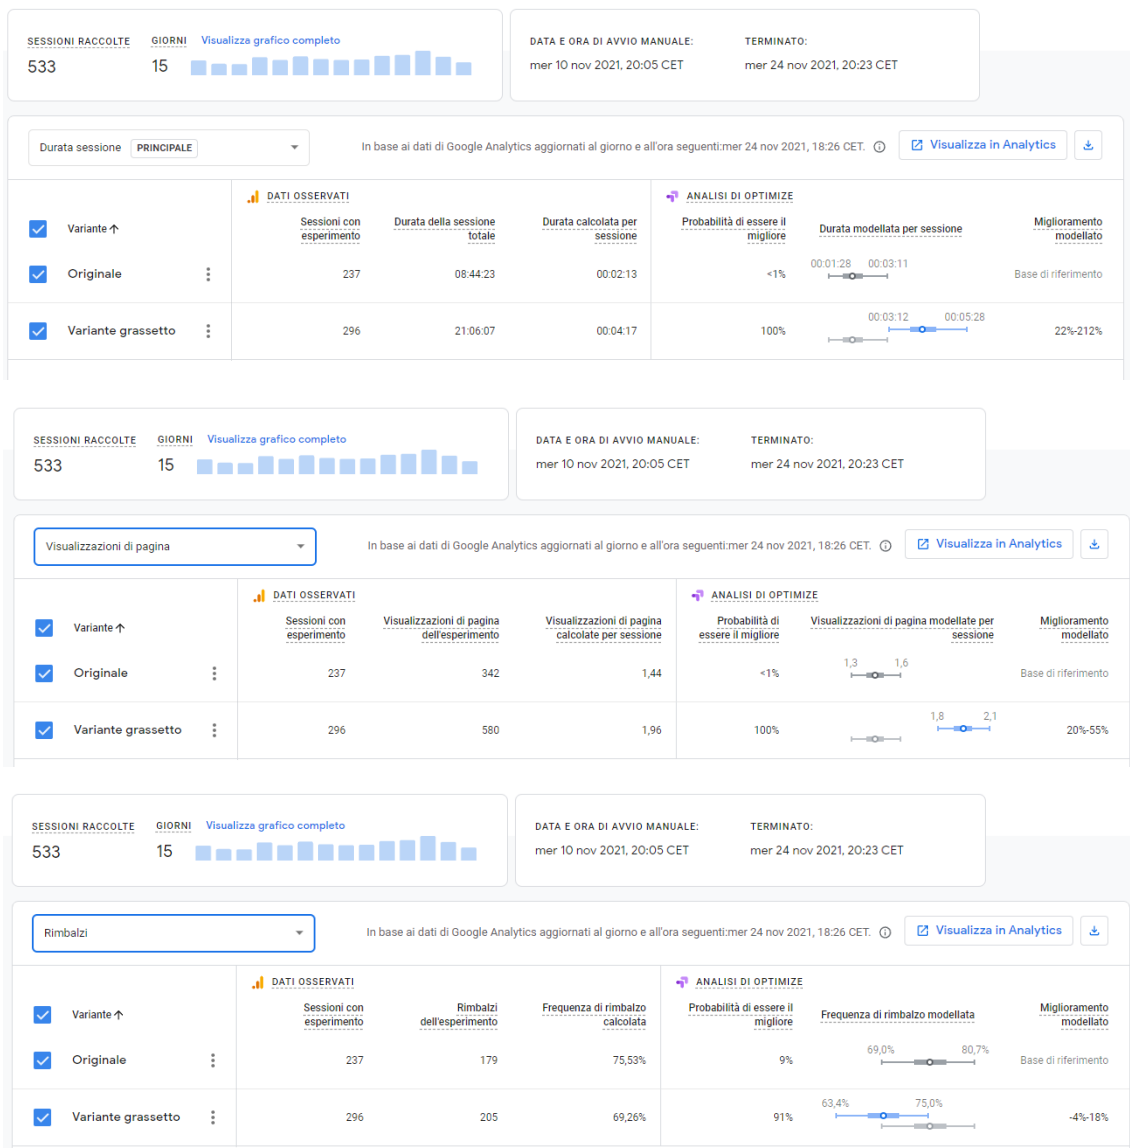 SESSIONI RACCOLTE GIORNI Visualizza grafico completo
533 15
DATA E ORA DI AVVIO MANUALE: TERMINATO:
mer 10 nov 2021, 20:05 CET mer 24 nov 2021, 20:23 CET
Durata sessione PRINCIPALE
In base ai dati di Google Analytics aggiornati al giorno e all'ora seguenti:mer 24 nov 2021, 18:26 CET. Visualizza in Analytics
DATI OSSERVATI ANALISI DI OPTIMIZE
Variante Sessioni con esperimento Durata della sessione totale Durata calcolata per sessione Probabilità di essere il migliore Durata modellata per sessione Miglioramento modellato
Originale 237 08:44:23 00:02:13 <1% 00:01:28 00:03:11 Base di riferimento
Variante grassetto 296 21:06:07 00:04:17 100% 00:03:12 00:05:28 22%-212%
SESSIONI RACCOLTE GIORNI Visualizza grafico completo
533 15
DATA E ORA DI AVVIO MANUALE: TERMINATO:
mer 10 nov 2021, 20:05 CET mer 24 nov 2021, 20:23 CET
Visualizzazioni di pagina
In base ai dati di Google Analytics aggiornati al giorno e all'ora seguenti:mer 24 nov 2021, 18:26 CET. Visualizza in Analytics
DATI OSSERVATI ANALISI DI OPTIMIZE
Variante Sessioni con esperimento Visualizzazioni di pagina dell'esperimento Visualizzazioni di pagina calcolate per sessione Probabilità di essere il migliore Visualizzazioni di pagina modellate per sessione Miglioramento modellato
Originale 237 342 1,44 <1% 1,3 1,6 Base di riferimento
Variante grassetto 296 580 1,96 100% 1,8 2,1 20%-55%
SESSIONI RACCOLTE GIORNI Visualizza grafico completo
533 15
DATA E ORA DI AVVIO MANUALE: TERMINATO:
mer 10 nov 2021, 20:05 CET mer 24 nov 2021, 20:23 CET
Rimbalzi
In base ai dati di Google Analytics aggiornati al giorno e all'ora seguenti:mer 24 nov 2021, 18:26 CET. Visualizza in Analytics
DATI OSSERVATI ANALISI DI OPTIMIZE
Variante Sessioni con esperimento Rimbalzi dell'esperimento Frequenza di rimbalzo calcolata Probabilità di essere il migliore Frequenza di rimbalzo modellata Miglioramento modellato
Originale 237 179 75,53% 9% 69,0% 80,7% Base di riferimento
Variante grassetto 296 205 69,26% 91% 63,4% 75,0% -4%-18%